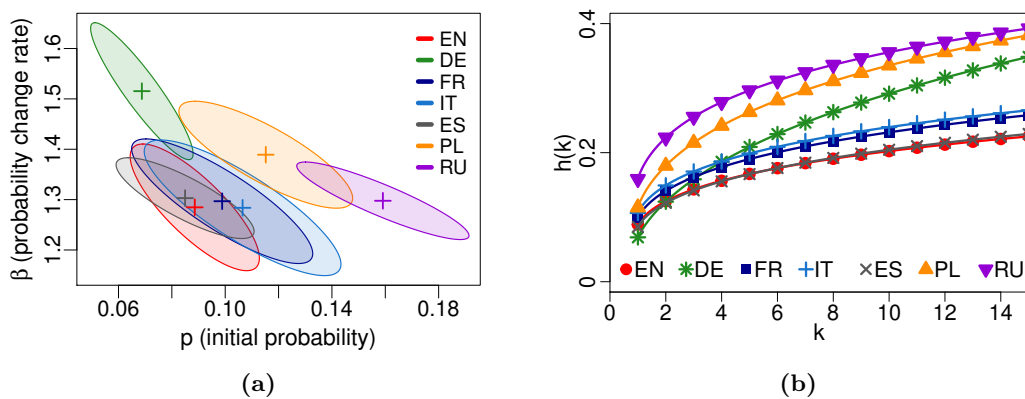 β (probability change rate)
1.2 1.3 1.4 1.5 1.6
EN
DE
FR
IT
ES
PL
RU
0.06 0.10 0.14 0.18
p (initial probability)
(a)
h(k)
0 0.2 0.4
EN DE FR IT ES PL RU
0 2 4 6 8 10 12 14
k
(b)